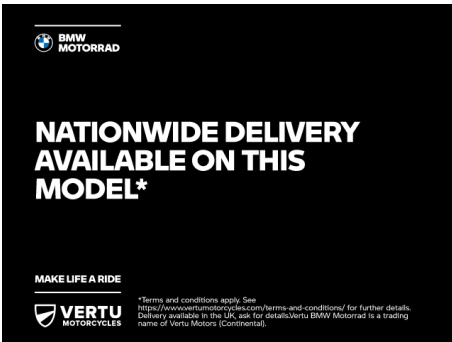 BMW
MOTORRAD
NATIONWIDE DELIVERY
AVAILABLE ON THIS
MODEL*
MAKE LIFE A RIDE
VERTU
MOTORCYCLES
*Terms and conditions apply. See
https://www.vertumotorcycles.com/terms-and-conditions/ for further details.
Delivery available in the UK, ask for details.Vertu BMW Motorrad is a trading
name of Vertu Motors (Continental).